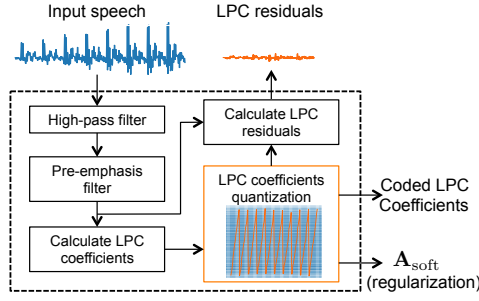 Input speech
LPC residuals
High-pass filter
Calculate LPC
residuals
Pre-emphasis
filter
LPC coefficients
quantization
Coded LPC
Coefficients
Calculate LPC
coefficients
A_soft
(regularization)